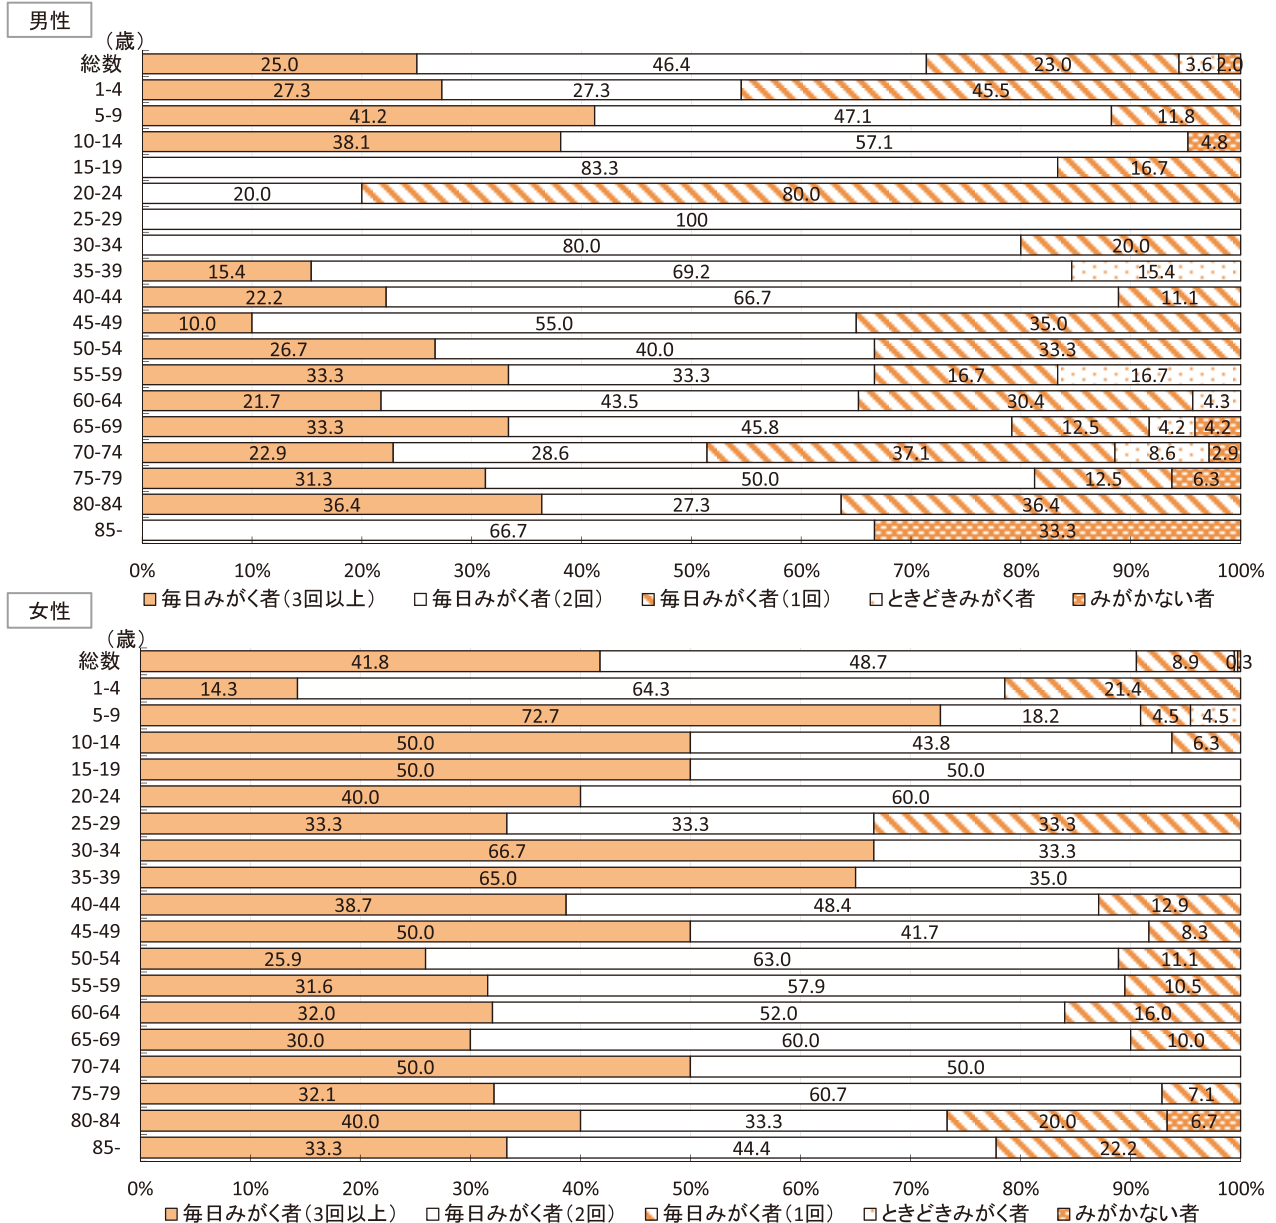 男性
（歳）
総数 25.0 46.4 23.0 3.6 2.0
1-4 27.3 27.3 45.5
5-9 41.2 47.1 11.8
10-14 38.1 57.1 4.8
15-19 83.3 16.7
20-24 20.0 80.0
25-29 100
30-34 80.0 20.0
35-39 15.4 69.2 15.4
40-44 22.2 66.7 11.1
45-49 10.0 55.0 35.0
50-54 26.7 40.0 33.3
55-59 33.3 33.3 16.7 16.7
60-64 21.7 43.5 30.4 4.3
65-69 33.3 45.8 12.5 4.2 4.2
70-74 22.9 28.6 37.1 8.6 2.9
75-79 31.3 50.0 12.5 6.3
80-84 36.4 27.3 36.4
85- 66.7 33.3
0% 10% 20% 30% 40% 50% 60% 70% 80% 90% 100%
毎日みがく者（3回以上） 毎日みがく者（2回） 毎日みがく者（1回） ときどきみがく者 みがかない者
女性
（歳）
総数 41.8 48.7 8.9 0.3
1-4 14.3 64.3 21.4
5-9 72.7 18.2 4.5 4.5
10-14 50.0 43.8 6.3
15-19 50.0 50.0
20-24 40.0 60.0
25-29 33.3 33.3 33.3
30-34 66.7 33.3
35-39 65.0 35.0
40-44 38.7 48.4 12.9
45-49 50.0 41.7 8.3
50-54 25.9 63.0 11.1
55-59 31.6 57.9 10.5
60-64 32.0 52.0 16.0
65-69 30.0 60.0 10.0
70-74 50.0 50.0
75-79 32.1 60.7 7.1
80-84 40.0 33.3 20.0 6.7
85- 33.3 44.4 22.2
0% 10% 20% 30% 40% 50% 60% 70% 80% 90% 100%
毎日みがく者（3回以上） 毎日みがく者（2回） 毎日みがく者（1回） ときどきみがく者 みがかない者